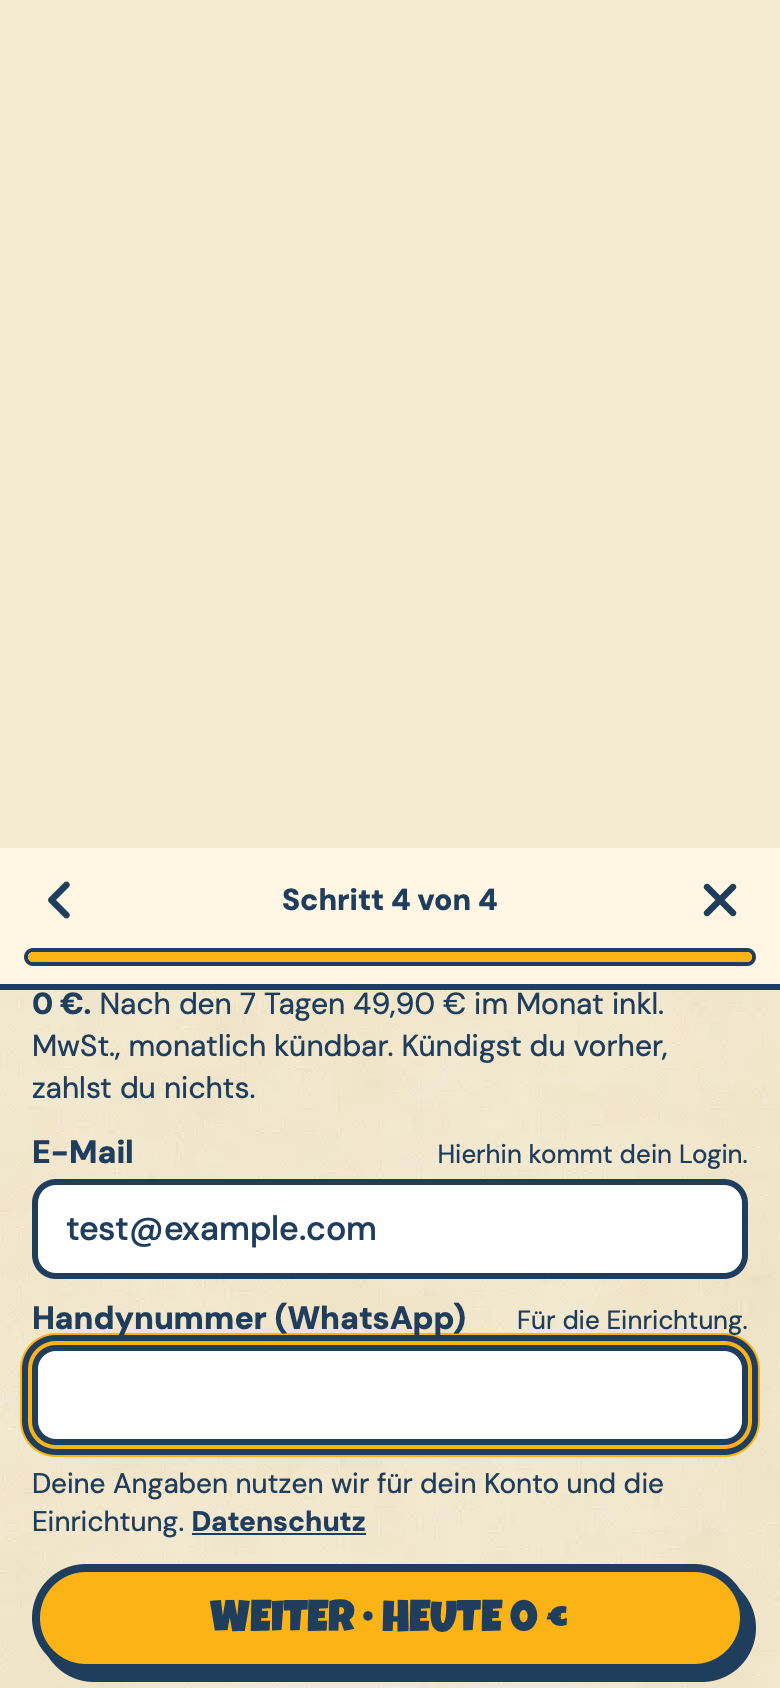 Schritt 4 von 4
0 €. Nach den 7 Tagen 49,90 € im Monat inkl.
MwSt., monatlich kündbar. Kündigst du vorher,
zahlst du nichts.
E-Mail Hierhin kommt dein Login.
test@example.com
Handynummer (WhatsApp) Für die Einrichtung.
Deine Angaben nutzen wir für dein Konto und die
Einrichtung. Datenschutz
WEITER · HEUTE 0 €